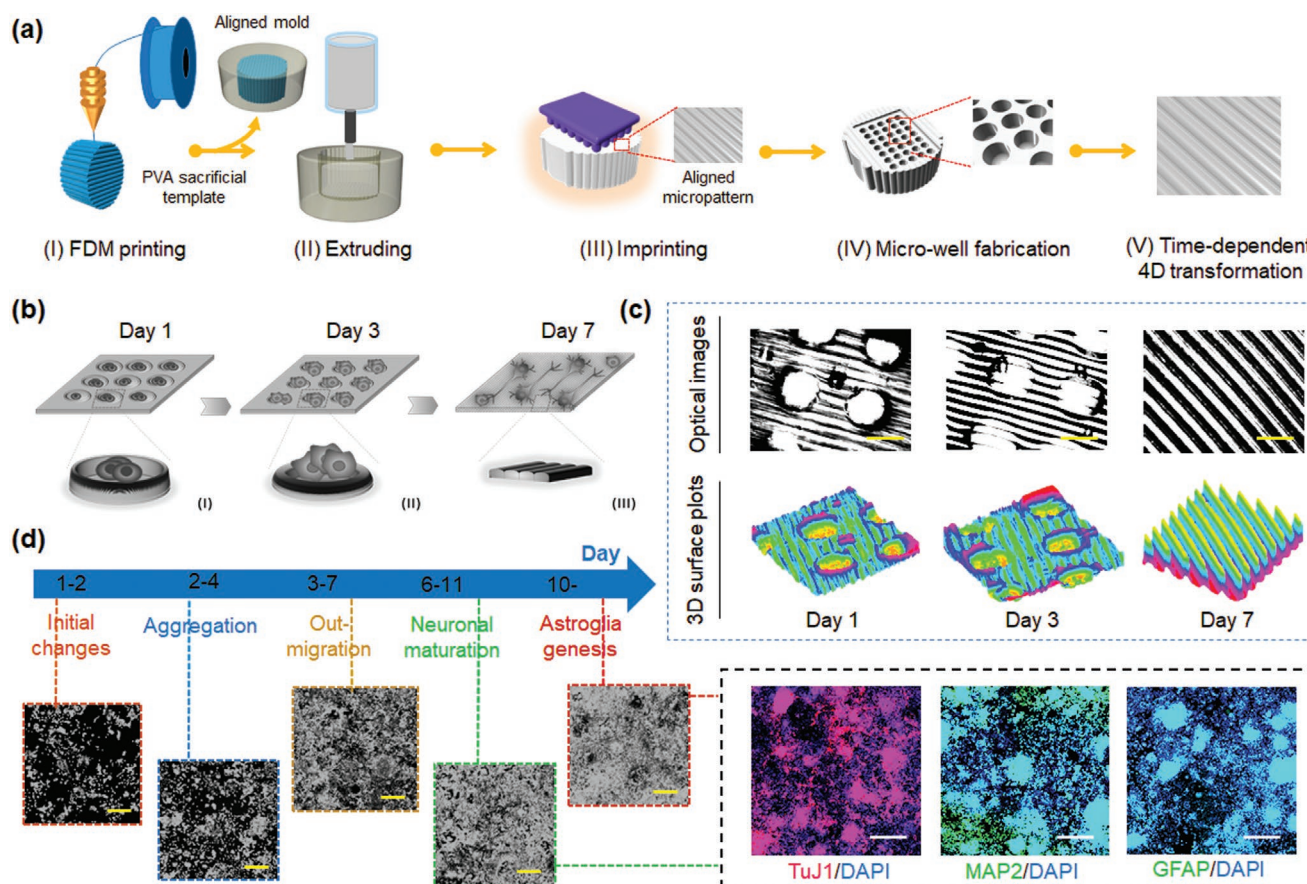 (a)
Aligned mold
PVA sacrificial
template
Aligned
micropattern
(I) FDM printing
(II) Extruding
(III) Imprinting
(IV) Micro-well fabrication
(V) Time-dependent
4D transformation
(b)
Day 1
Day 3
Day 7
(I)
(II)
(III)
(c)
Optical images
3D surface plots
Day 1
Day 3
Day 7
(d)
Day
1-2
2-4
3-7
6-11
10-
Initial
changes
Aggregation
Out-
migration
Neuronal
maturation
Astroglia
genesis
TuJ1/DAPI
MAP2/DAPI
GFAP/DAPI